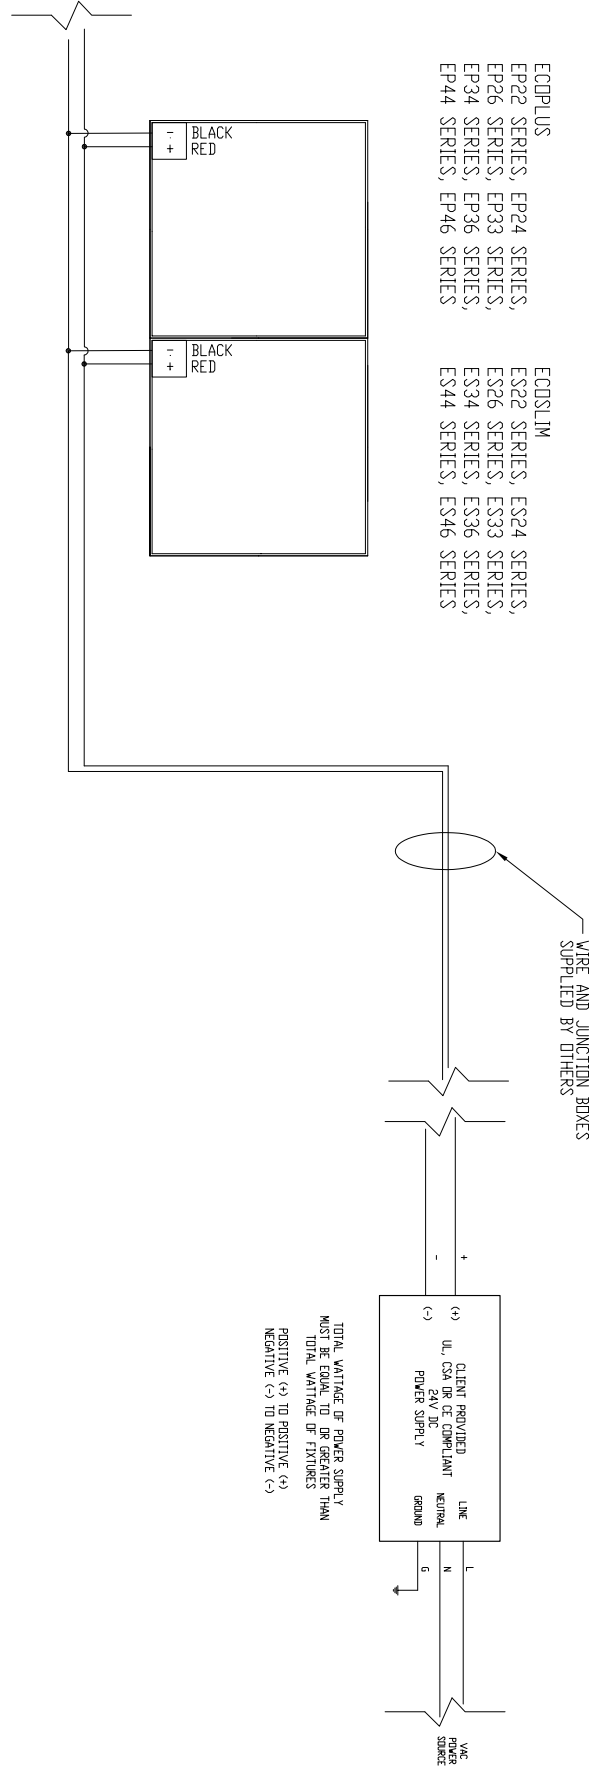 ECOPLUS
EP22 SERIES, EP24 SERIES,
EP26 SERIES, EP33 SERIES,
EP34 SERIES, EP36 SERIES,
EP44 SERIES, EP46 SERIES
ECOSLIM
ES22 SERIES, ES24 SERIES,
ES26 SERIES, ES33 SERIES,
ES34 SERIES, ES36 SERIES,
ES44 SERIES, ES46 SERIES
- BLACK
+ RED
- BLACK
+ RED
WIRE AND JUNCTION BOXES
SUPPLIED BY OTHERS
+
-
(+)
(-)
CLIENT PROVIDED
UL, CSA OR CE COMPLIANT
24V DC
POWER SUPPLY
LINE
NEUTRAL
GROUND
L
N
G
VAC
POWER
SOURCE
TOTAL WATTAGE OF POWER SUPPLY
MUST BE EQUAL TO OR GREATER THAN
TOTAL WATTAGE OF FIXTURES
POSITIVE (+) TO POSITIVE (+)
NEGATIVE (-) TO NEGATIVE (-)